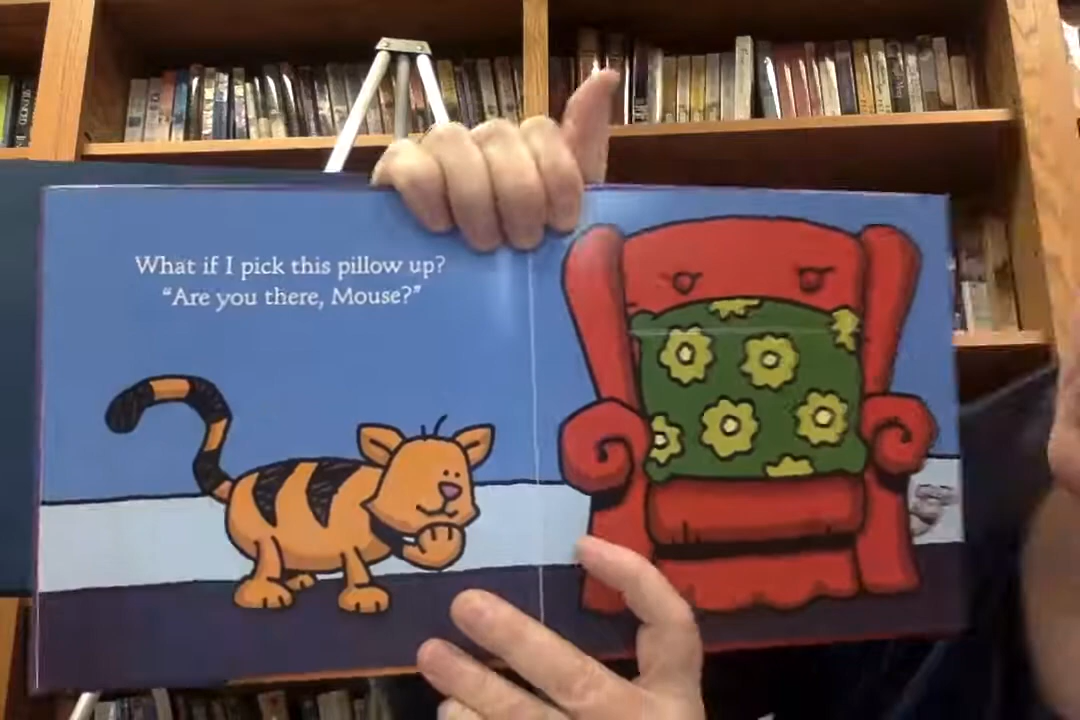 What if I pick this pillow up?
“Are you there, Mouse?”